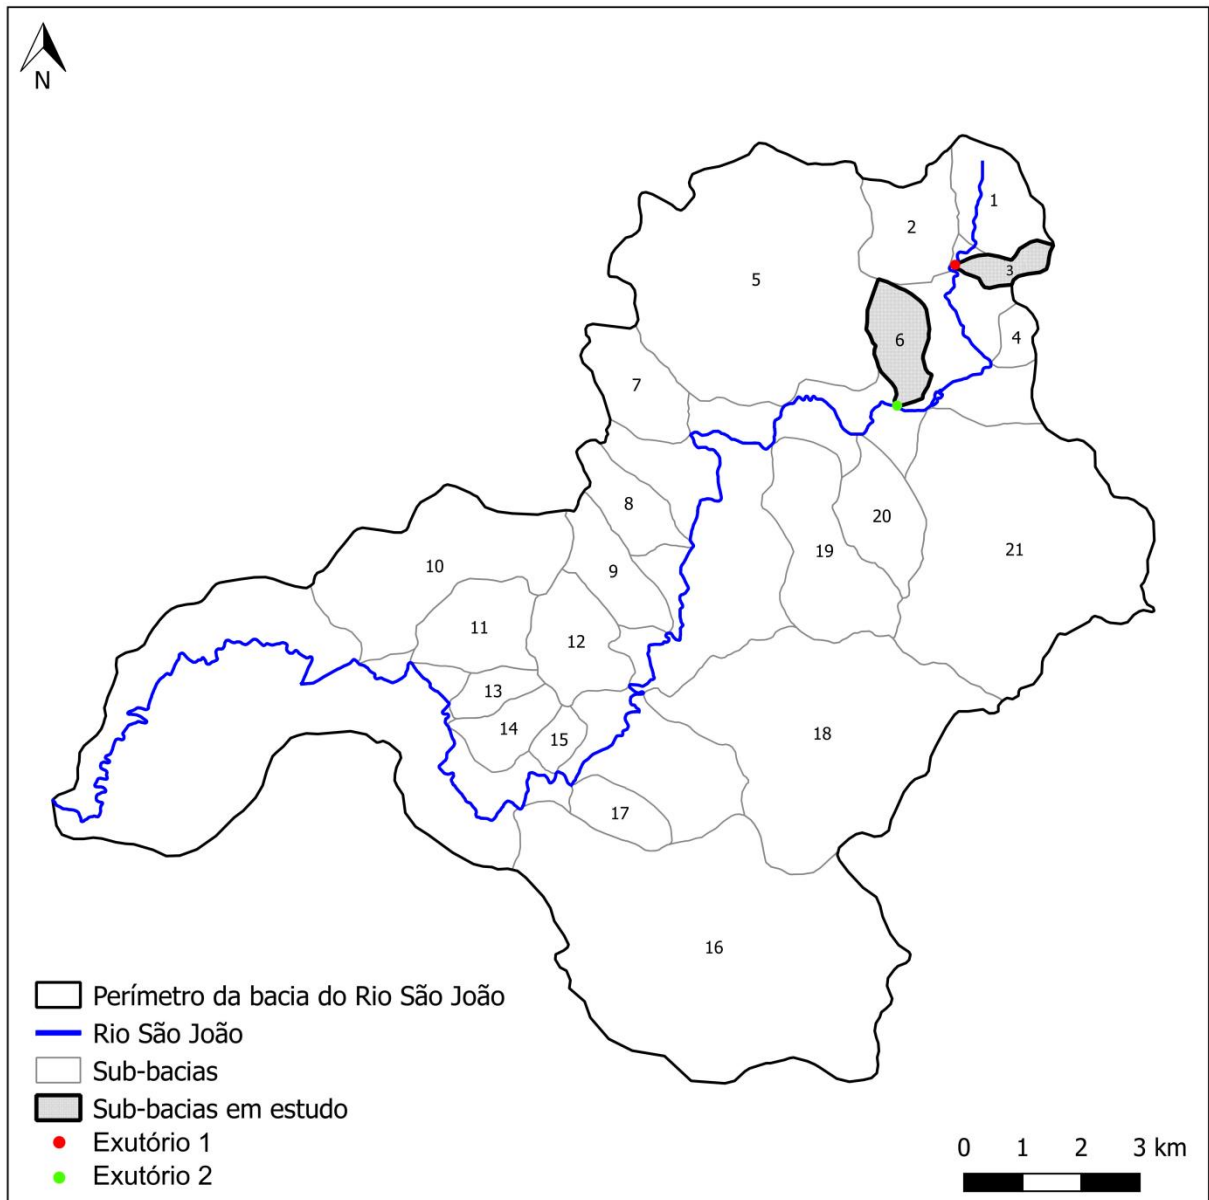 N
1
2
3
5
4
6
7
8
20
19
21
10
9
11
12
13
14
15
18
17
16
Perímetro da bacia do Rio São João
Rio São João
Sub-bacias
Sub-bacias em estudo
Exutório 1
Exutório 2
0 1 2 3 km